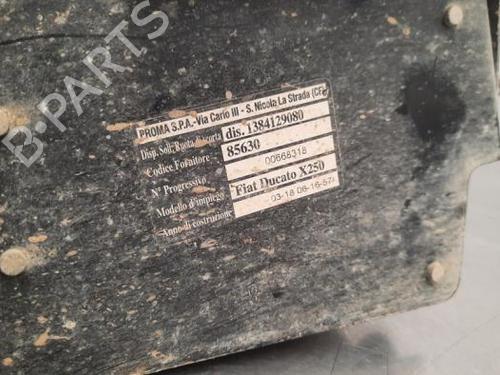 PROMA S.P.A.-Via Carlo III - S. Nicola La Strada (CE)
Disp. Soll. Ruota Scorta dis. 1384129080
Codice Fornitore 85630
N° Progressivo 00668318
Modello d'impiego Fiat Ducato X250
Anno di costruzione 03-18 06-16-57
B-PARTS